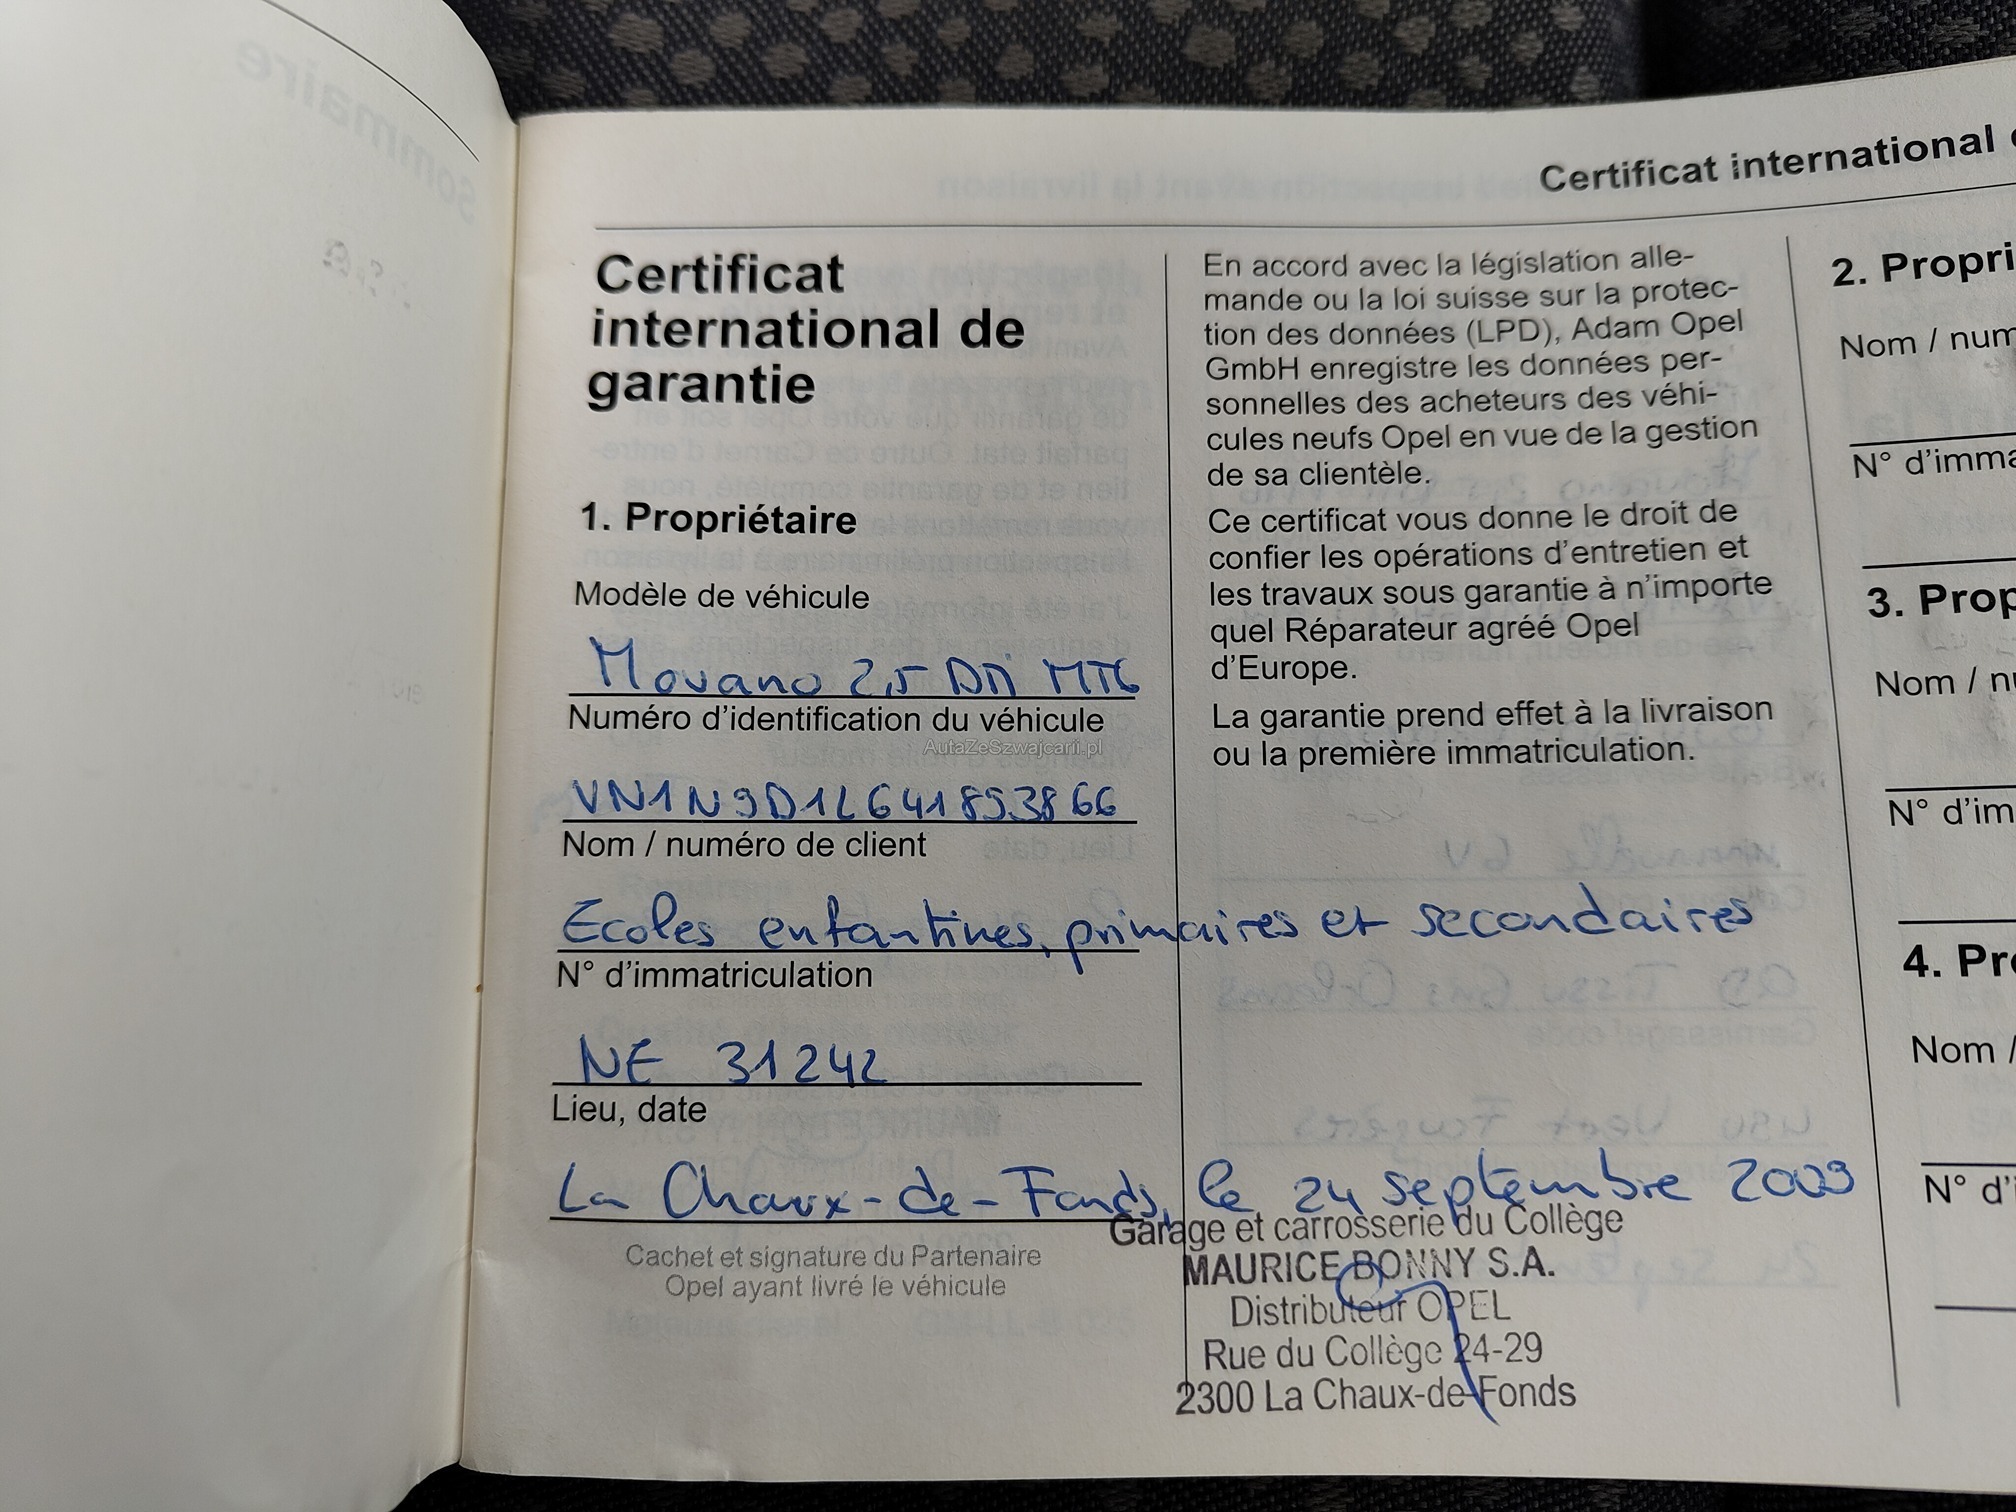 Certificat international
Certificat
international de
garantie
1. Propriétaire
Modèle de véhicule
Movano 2,5 DTI MT6
Numéro d'identification du véhicule
AutaZeSzwajcarii.pl
VN1N9D1L641853866
Nom / numéro de client
Ecoles enfantines, primaires et secondaires
N° d'immatriculation
NE 31242
Lieu, date
La Chaux-de-Fonds, le 24 septembre 2009
Cachet et signature du Partenaire
Opel ayant livré le véhicule
Garage et carrosserie du Collège
MAURICE BONNY S.A.
Distributeur OPEL
Rue du Collège 24-29
2300 La Chaux-de-Fonds
En accord avec la législation alle-
mande ou la loi suisse sur la protec-
tion des données (LPD), Adam Opel
GmbH enregistre les données per-
sonnelles des acheteurs des véhi-
cules neufs Opel en vue de la gestion
de sa clientèle.
Ce certificat vous donne le droit de
confier les opérations d'entretien et
les travaux sous garantie à n'importe
quel Réparateur agréé Opel
d'Europe.
La garantie prend effet à la livraison
ou la première immatriculation.
2. Propri
Nom / num
N° d'imma
3. Prop
Nom / nu
N° d'im
4. Pro
Nom /
N° d'i